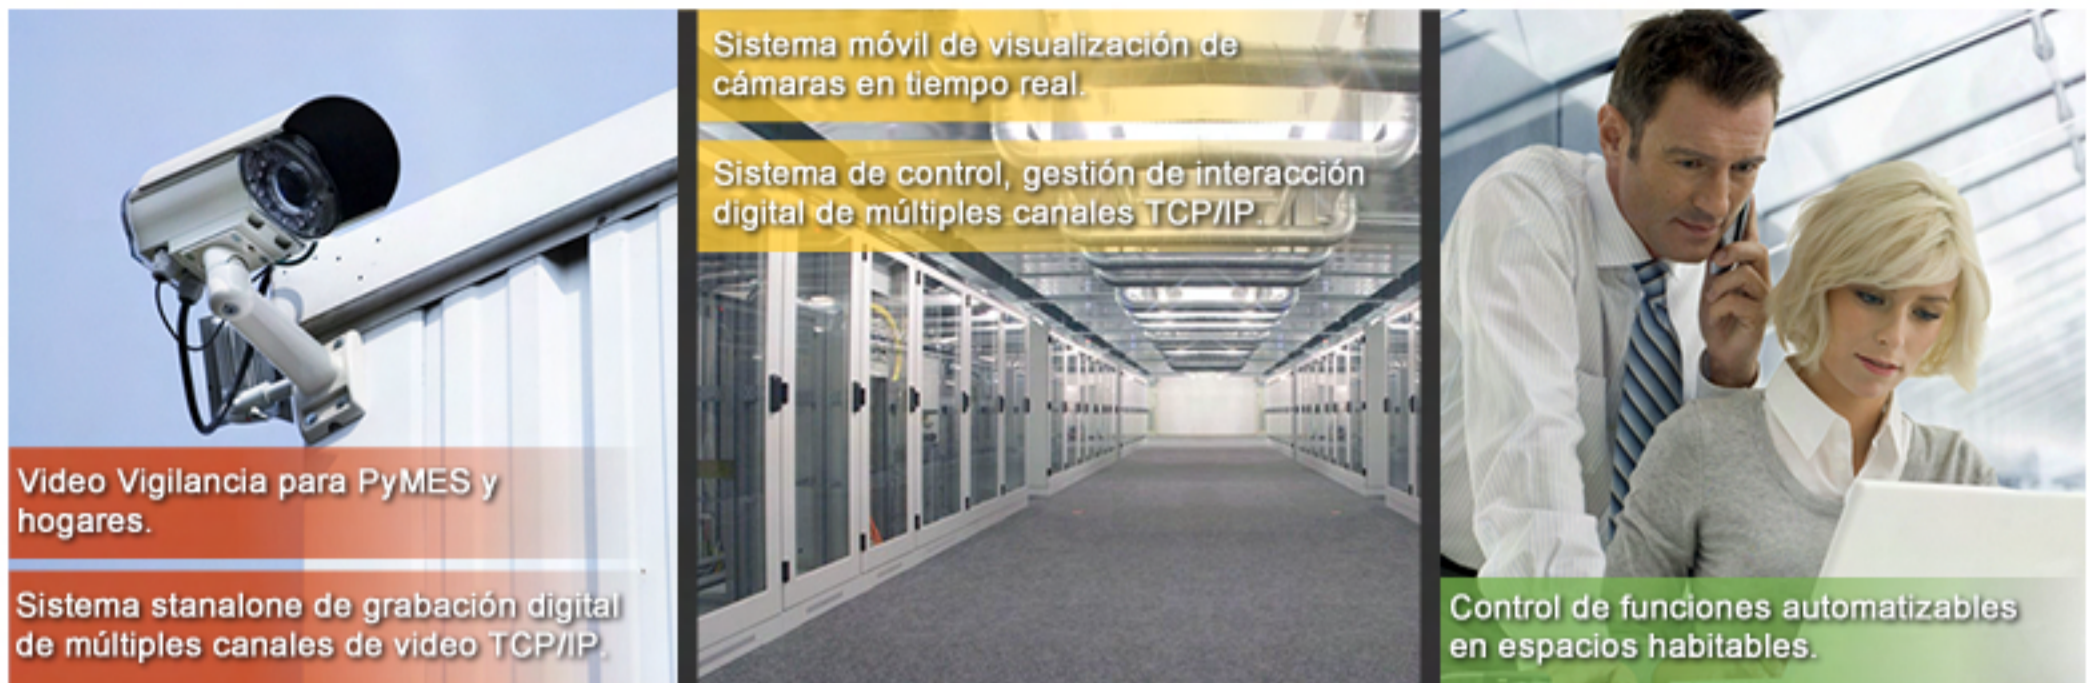 Video Vigilancia para PyMES y
hogares.
Sistema stanalone de grabación digital
de múltiples canales de video TCP/IP.
Sistema móvil de visualización de
cámaras en tiempo real.
Sistema de control, gestión de interacción
digital de múltiples canales TCP/IP.
Control de funciones automatizables
en espacios habitables.